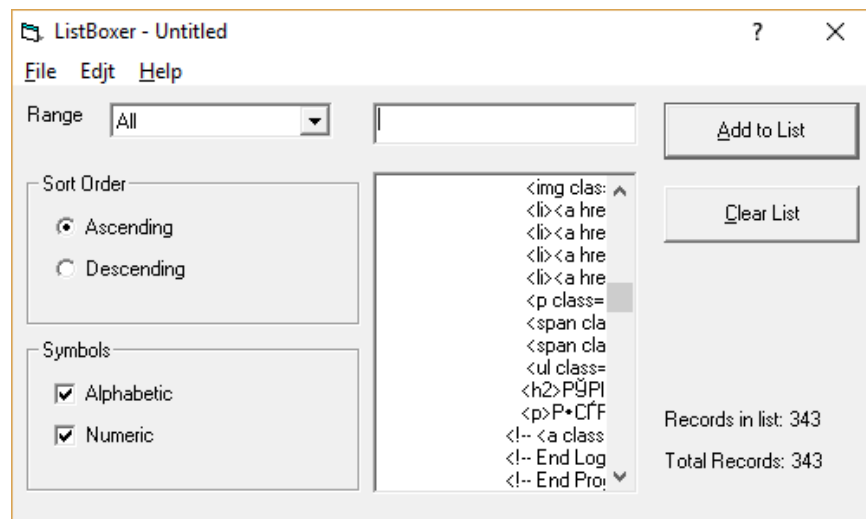 ListBoxer - Untitled ?
File Edjt Help
Range All Add to List
Sort Order
Ascending
Descending
Clear List
Symbols
Alphabetic
Numeric
<img clas
<li><a hre
<li><a hre
<li><a hre
<li><a hre
<p class=
<span cla
<span cla
<ul class=
<h2>РЎРІ
<p>Р•СЃР
<!-- <a class
<!-- End Log
<!-- End Pro
Records in list: 343
Total Records: 343